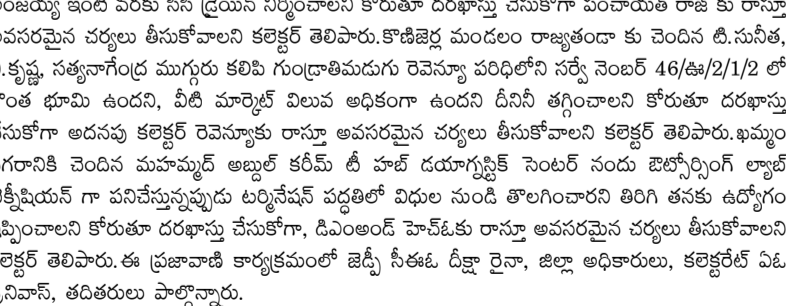 ంజయ్య ఇంటి వరకు సిసి డ్రైయిన్ నిర్మించాలని కోరుతూ దరఖాస్తు చేసుకోగా పంచాయత్ రాజ్ కు రాస్తూ
వసరమైన చర్యలు తీసుకోవాలని కలెక్టర్ తెలిపారు.కొణిజెర్ల మండలం రాజ్యతండా కు చెందిన టి.సునీత,
.కృష్ణ, సత్యనాగేంద్ర ముగ్గురు కలిపి గుండ్రాతిమడుగు రెవెన్యూ పరిధిలోని సర్వే నెంబర్ 46/ఊ/2/1/2 లో
ంత భూమి ఉందని, వీటి మార్కెట్ విలువ అధికంగా ఉందని దీనినీ తగ్గించాలని కోరుతూ దరఖాస్తు
సుకోగా అదనపు కలెక్టర్ రెవెన్యూకు రాస్తూ అవసరమైన చర్యలు తీసుకోవాలని కలెక్టర్ తెలిపారు.ఖమ్మం
గరానికి చెందిన మహమ్మద్ అబ్దుల్ కరీమ్ టీ హబ్ డయాగ్నస్టిక్ సెంటర్ నందు ఔట్సోర్సింగ్ ల్యాబ్
క్నీషియన్ గా పనిచేస్తున్నప్పుడు టర్మినేషన్ పద్ధతిలో విధుల నుండి తొలగించారని తిరిగి తనకు ఉద్యోగం
ప్పించాలని కోరుతూ దరఖాస్తు చేసుకోగా, డిఎంఅండ్ హెచ్ఓకు రాస్తూ అవసరమైన చర్యలు తీసుకోవాలని
లెక్టర్ తెలిపారు.ఈ ప్రజావాణి కార్యక్రమంలో జెడ్పీ సీఈఓ దీక్షా రైనా, జిల్లా అధికారులు, కలెక్టరేట్ ఏఓ
నివాస్, తదితరులు పాల్గొన్నారు.